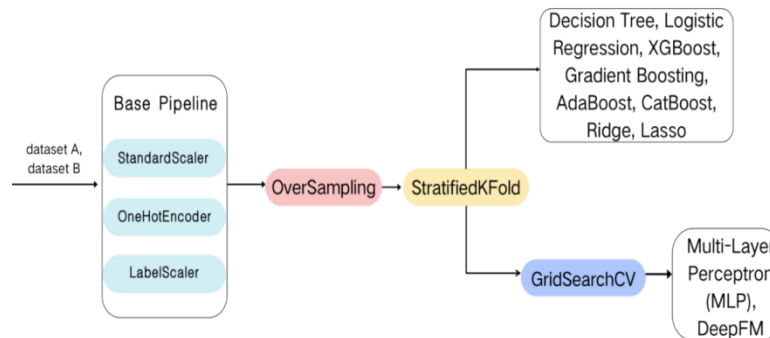 dataset A,
dataset B
Base Pipeline
StandardScaler
OneHotEncoder
LabelScaler
OverSampling
StratifiedKFold
Decision Tree, Logistic
Regression, XGBoost,
Gradient Boosting,
AdaBoost, CatBoost,
Ridge, Lasso
GridSearchCV
Multi-Layer
Perceptron
(MLP),
DeepFM